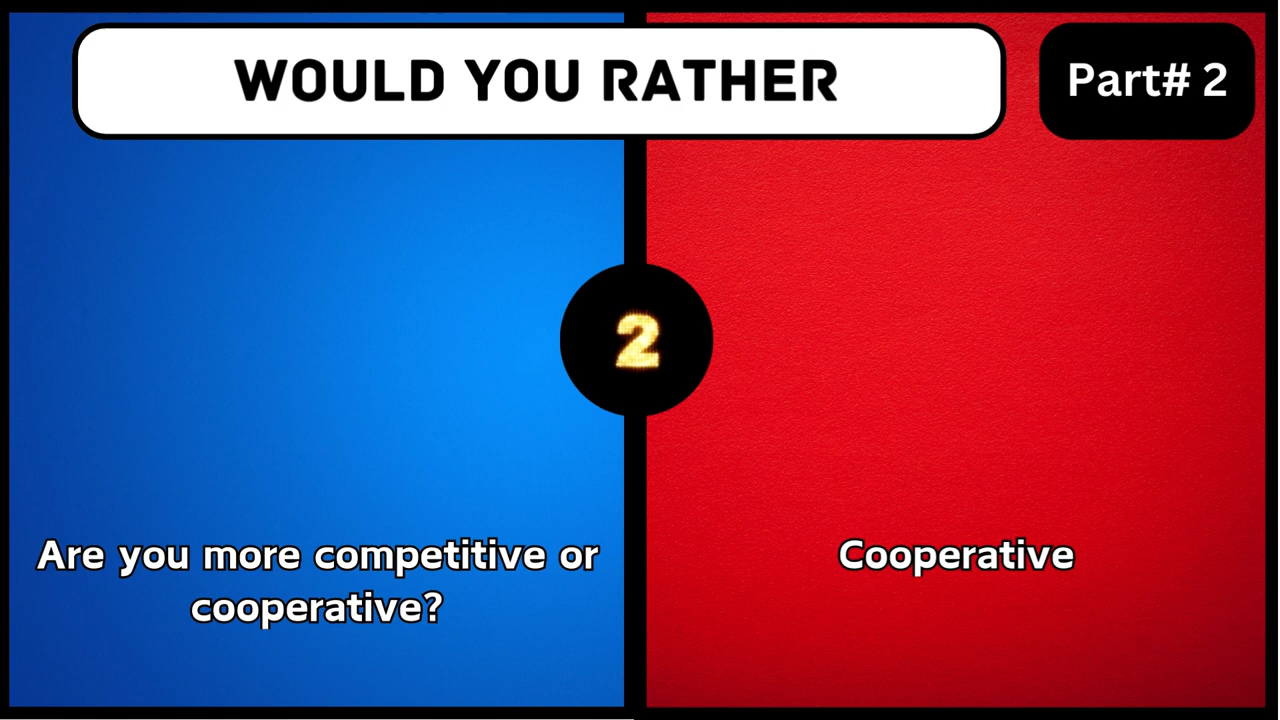 WOULD YOU RATHER
Part# 2
2
Are you more competitive or
cooperative?
Cooperative